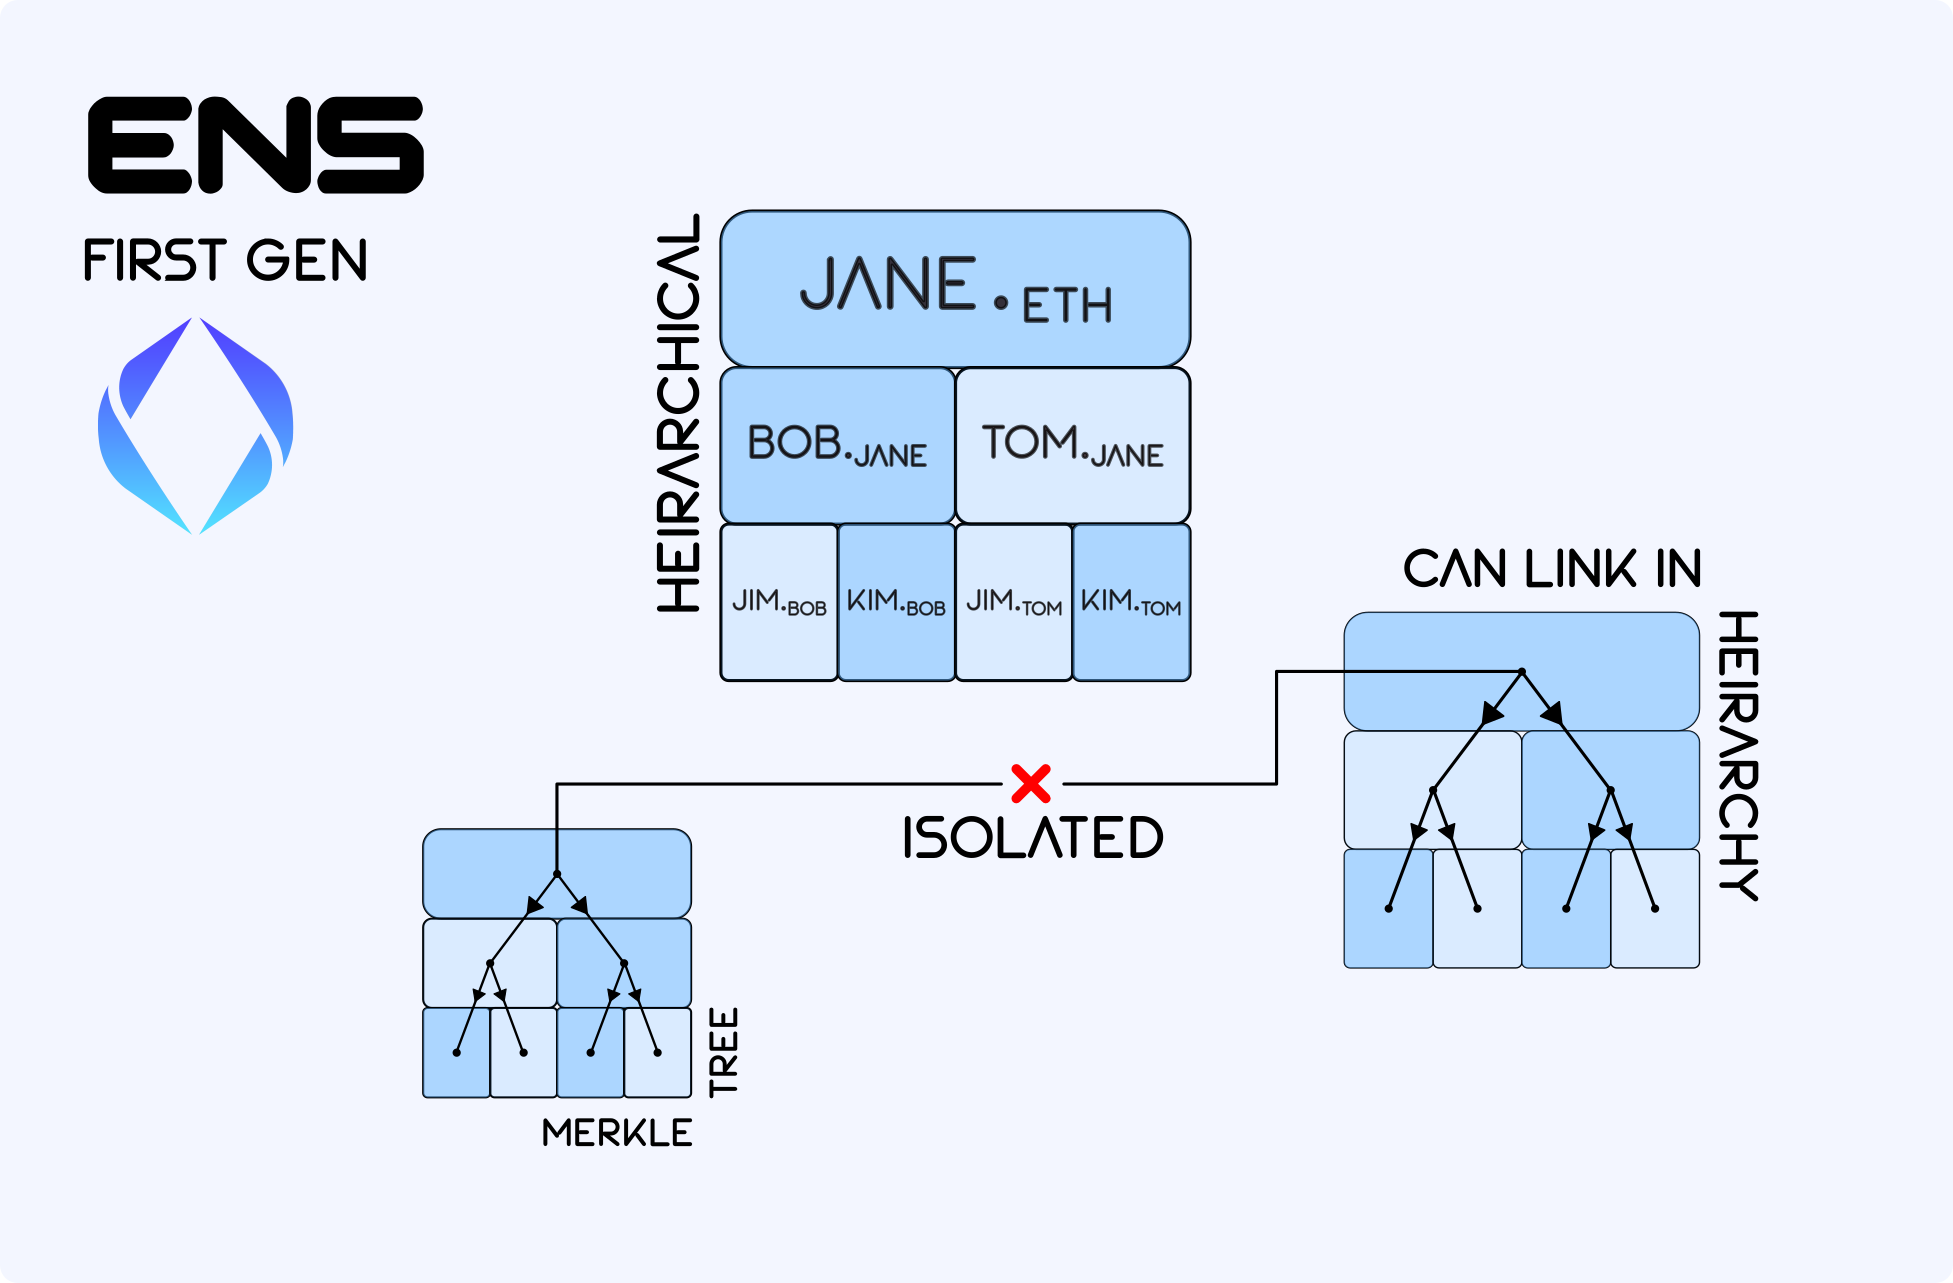 ENS
FIRST GEN
HEIRARCHICAL
JANE.ETH
BOB.JANE
TOM.JANE
JIM.BOB
KIM.BOB
JIM.TOM
KIM.TOM
CAN LINK IN
HEIRARCHY
ISOLATED
TREE
MERKLE